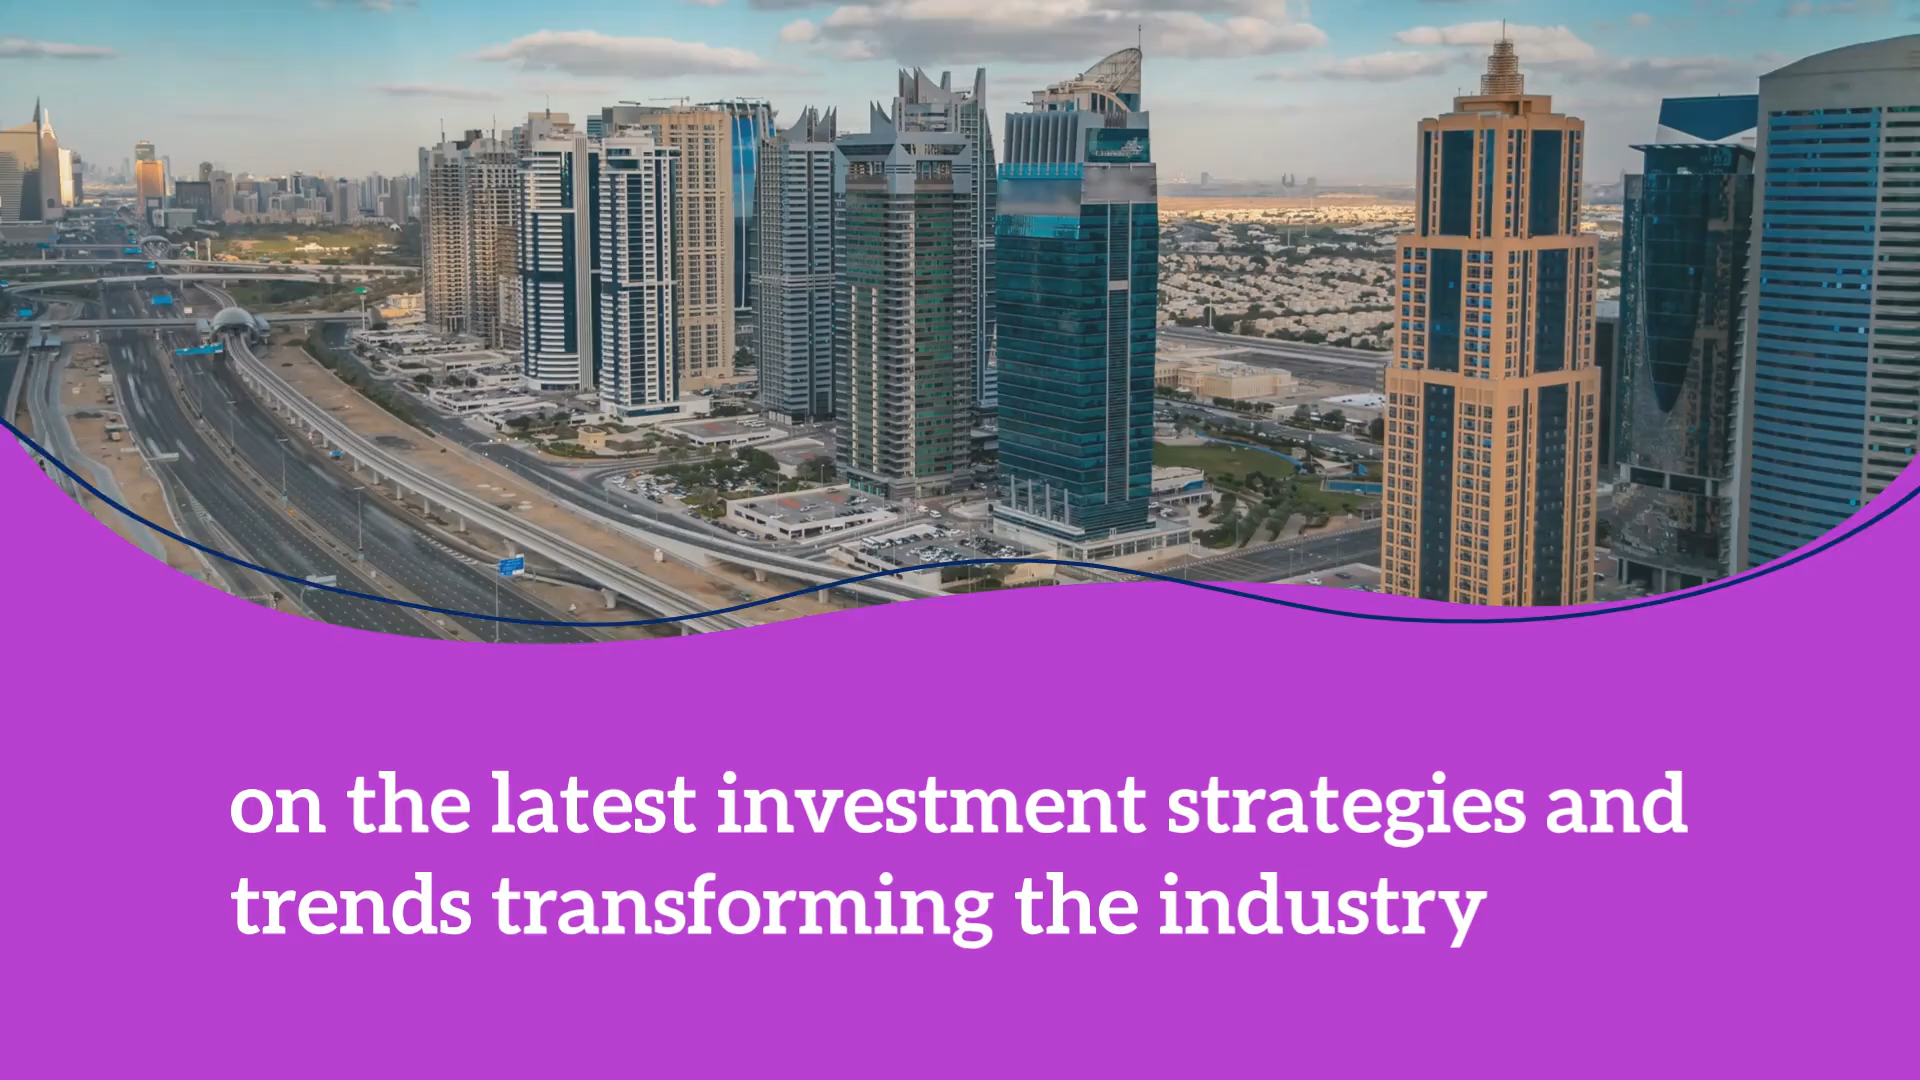 on the latest investment strategies and
trends transforming the industry